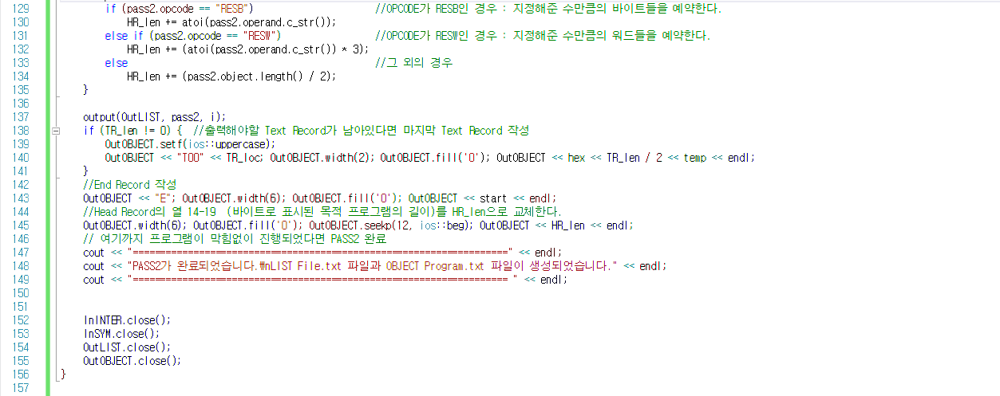 129 if (pass2.opcode == "RESB") //OPCODE가 RESB인 경우 : 지정해준 수만큼의 바이트들을 예약한다.
130 HR_len += atoi(pass2.operand.c_str());
131 else if (pass2.opcode == "RESW") //OPCODE가 RESW인 경우 : 지정해준 수만큼의 워드들을 예약한다.
132 HR_len += (atoi(pass2.operand.c_str()) * 3);
133 else //그 외의 경우
134 HR_len += (pass2.object.length() / 2);
135 }
136
137 output(OutLIST, pass2, i);
138 if (TR_len != 0) { //출력해야할 Text Record가 남아있다면 마지막 Text Record 작성
139 OutOBJECT.setf(ios::uppercase);
140 OutOBJECT << "T00" << TR_loc; OutOBJECT.width(2); OutOBJECT.fill('0'); OutOBJECT << hex << TR_len / 2 << temp << endl;
141 }
142 //End Record 작성
143 OutOBJECT << "E"; OutOBJECT.width(6); OutOBJECT.fill('0'); OutOBJECT << start << endl;
144 //Head Record의 열 14-19 (바이트로 표시된 목적 프로그램의 길이)를 HR_len으로 교체한다.
145 OutOBJECT.width(6); OutOBJECT.fill('0'); OutOBJECT.seekp(12, ios::beg); OutOBJECT << HR_len << endl;
146 // 여기까지 프로그램이 막힘없이 진행되었다면 PASS2 완료
147 cout << "===================================================================" << endl;
148 cout << "PASS2가 완료되었습니다.₩nLIST File.txt 파일과 OBJECT Program.txt 파일이 생성되었습니다." << endl;
149 cout << "=================================================================== " << endl;
150
151
152 InINTER.close();
153 InSYM.close();
154 OutLIST.close();
155 OutOBJECT.close();
156 }
157